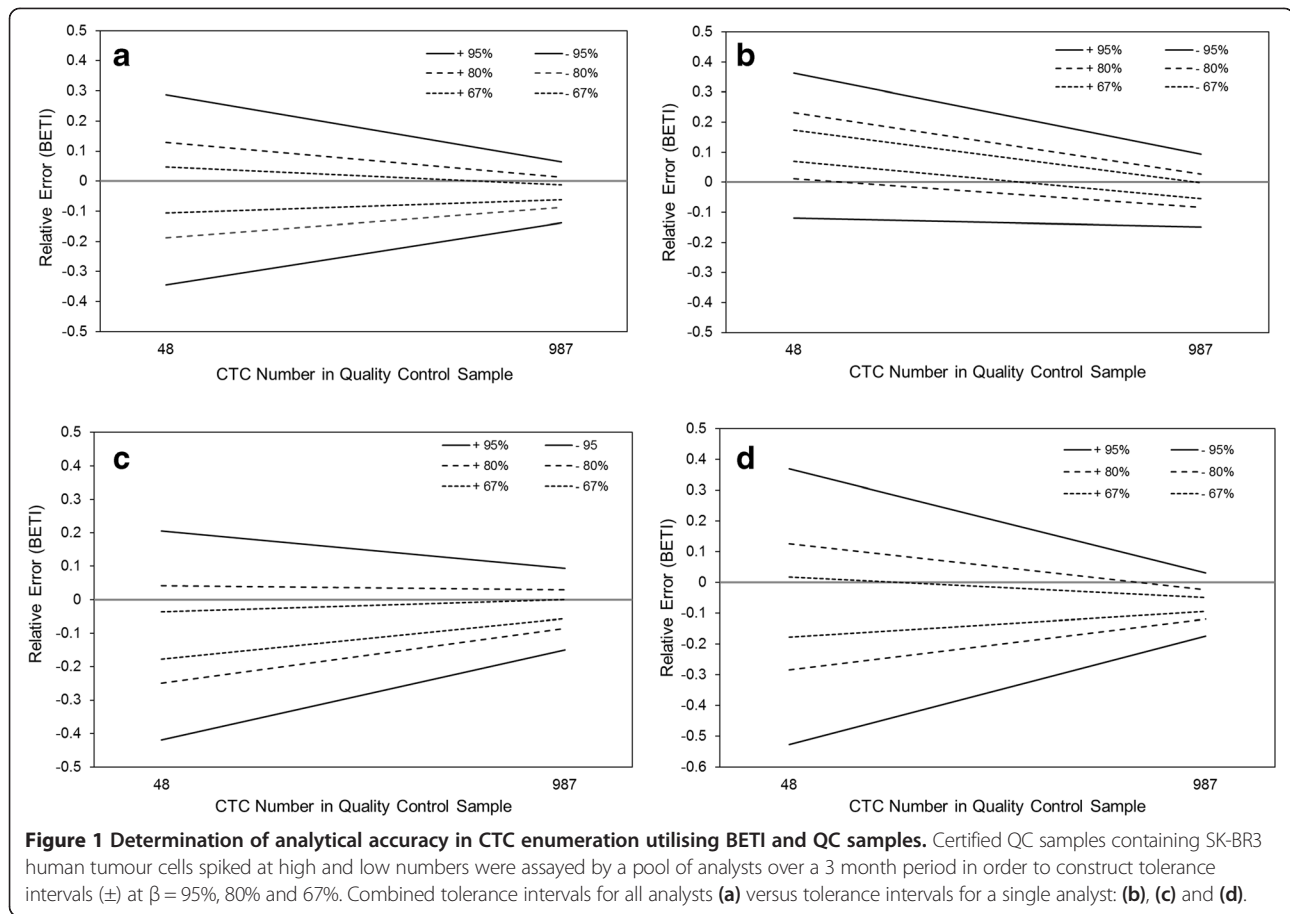 a
+ 95% - 95%
+ 80% - 80%
+ 67% - 67%
0.5
0.4
0.3
0.2
0.1
0
-0.1
-0.2
-0.3
-0.4
-0.5
Relative Error (BETI)
48 987
CTC Number in Quality Control Sample
b
+ 95% - 95%
+ 80% - 80%
+ 67% - 67%
0.5
0.4
0.3
0.2
0.1
0
-0.1
-0.2
-0.3
-0.4
-0.5
Relative Error (BETI)
48 987
CTC Number in Quality Control Sample
c
+ 95% - 95
+ 80% - 80%
+ 67% - 67%
0.5
0.4
0.3
0.2
0.1
0
-0.1
-0.2
-0.3
-0.4
-0.5
Relative Error (BETI)
48 987
CTC Number in Quality Control Sample
d
+ 95% - 95%
+ 80% - 80%
+ 67% - 67%
0.5
0.4
0.3
0.2
0.1
0
-0.1
-0.2
-0.3
-0.4
-0.5
-0.6
Relative Error (BETI)
48 987
CTC Number in Quality Control Sample
Figure 1 Determination of analytical accuracy in CTC enumeration utilising BETI and QC samples. Certified QC samples containing SK-BR3
human tumour cells spiked at high and low numbers were assayed by a pool of analysts over a 3 month period in order to construct tolerance
intervals (±) at β = 95%, 80% and 67%. Combined tolerance intervals for all analysts (a) versus tolerance intervals for a single analyst: (b), (c) and (d).